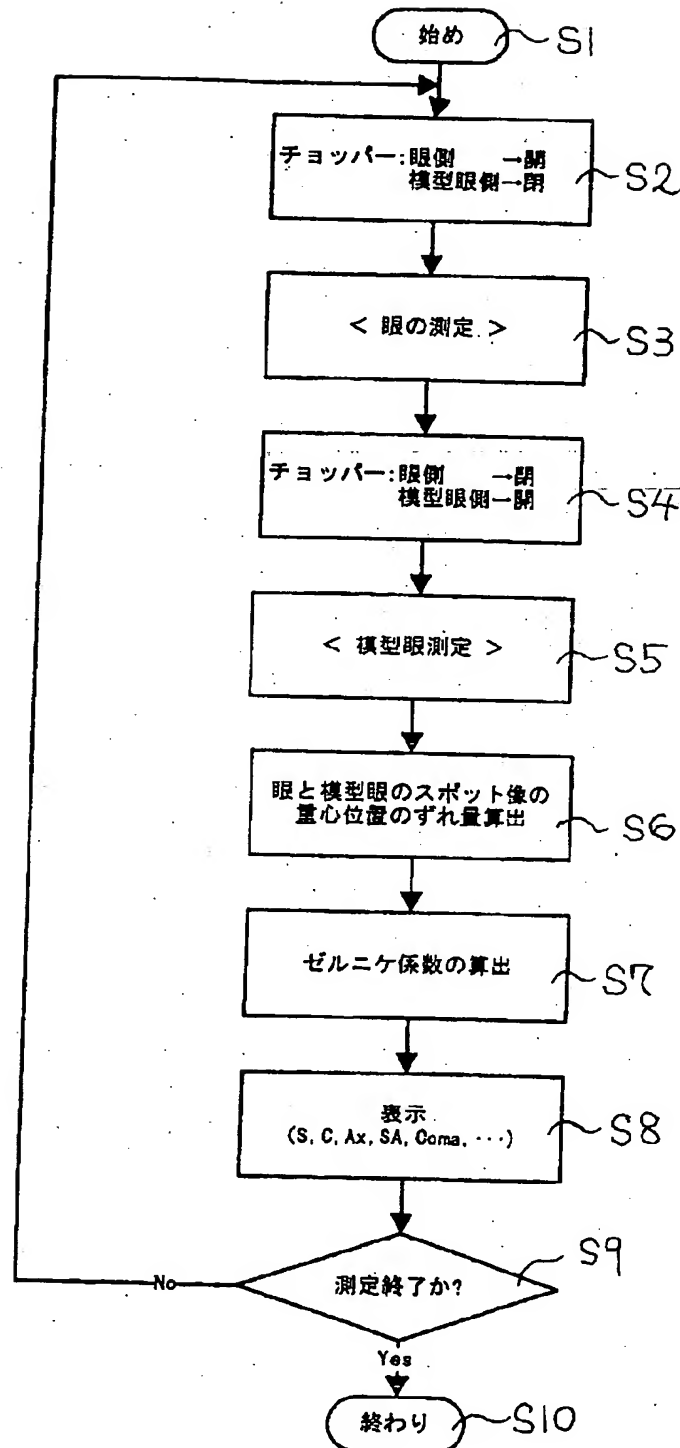 始め
S1
チョッパー:眼側 →開
模型眼側→閉
S2
< 眼の測定 >
S3
チョッパー:眼側 →閉
模型眼側→開
S4
< 模型眼測定 >
S5
眼と模型眼のスポット像の
重心位置のずれ量算出
S6
ゼルニケ係数の算出
S7
表示
(S, C, Ax, SA, Coma, ···)
S8
測定終了か?
S9
No
Yes
終わり
S10